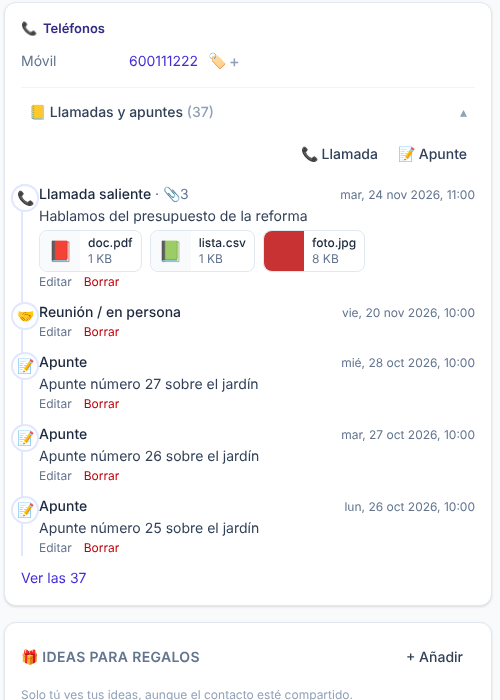 📞 Teléfonos
Móvil 600111222 🏷️ +
📒 Llamadas y apuntes (37) ▲
📞 Llamada 📝 Apunte
📞 Llamada saliente · 📎3 mar, 24 nov 2026, 11:00
Hablamos del presupuesto de la reforma
doc.pdf lista.csv foto.jpg
1 KB 1 KB 8 KB
Editar Borrar
🤝 Reunión / en persona vie, 20 nov 2026, 10:00
Editar Borrar
📝 Apunte mié, 28 oct 2026, 10:00
Apunte número 27 sobre el jardín
Editar Borrar
📝 Apunte mar, 27 oct 2026, 10:00
Apunte número 26 sobre el jardín
Editar Borrar
📝 Apunte lun, 26 oct 2026, 10:00
Apunte número 25 sobre el jardín
Editar Borrar
Ver las 37
🎁 IDEAS PARA REGALOS + Añadir
Solo tú ves tus ideas, aunque el contacto esté compartido.